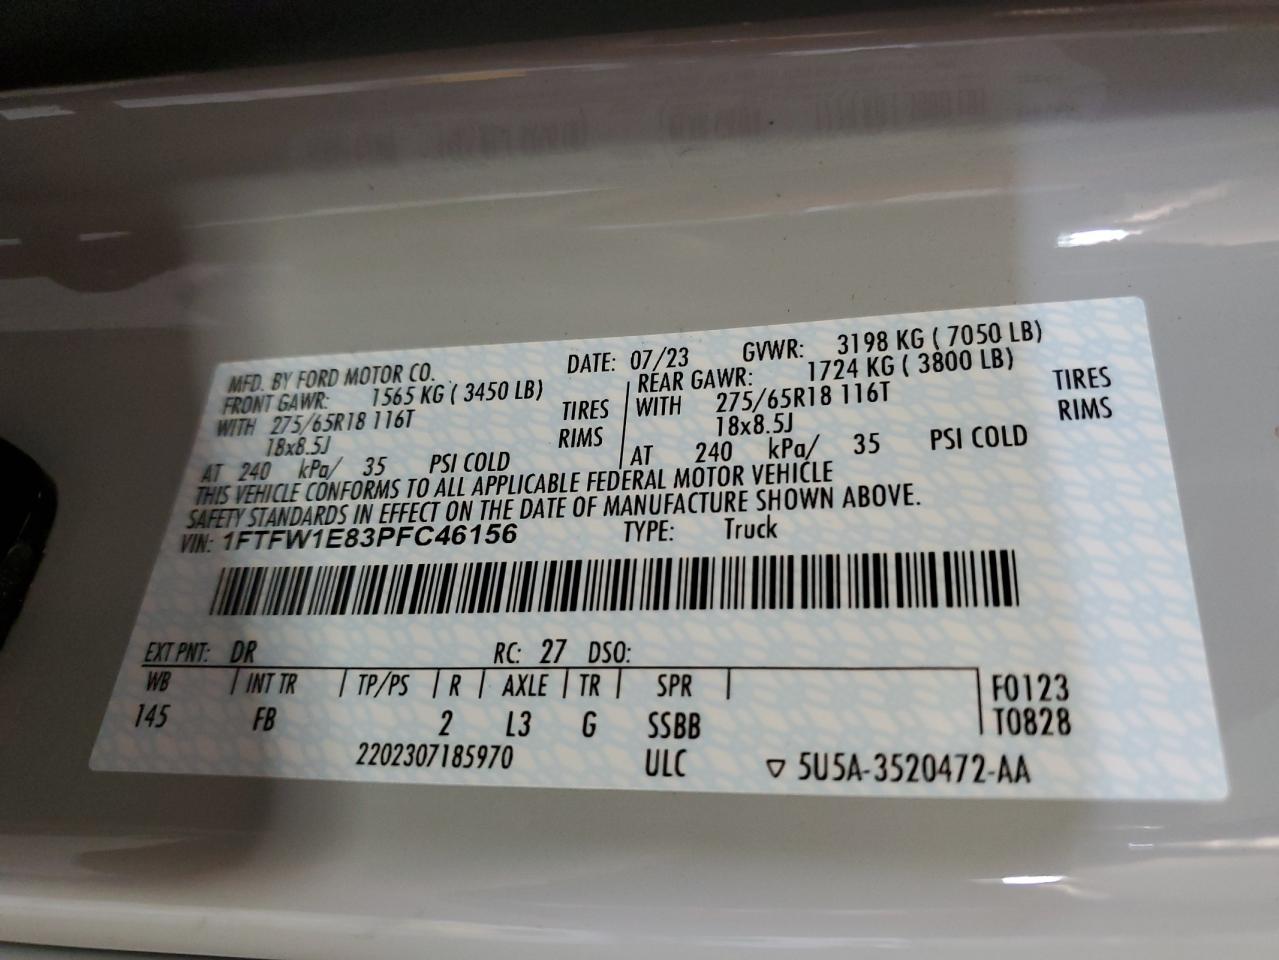 MFD. BY FORD MOTOR CO. DATE: 07/23 GVWR: 3198 KG ( 7050 LB)
FRONT GAWR: 1565 KG ( 3450 LB) REAR GAWR: 1724 KG ( 3800 LB)
WITH 275/65R18 116T TIRES WITH 275/65R18 116T TIRES
18x8.5J RIMS 18x8.5J RIMS
AT 240 kPa/ 35 PSI COLD AT 240 kPa/ 35 PSI COLD
THIS VEHICLE CONFORMS TO ALL APPLICABLE FEDERAL MOTOR VEHICLE
SAFETY STANDARDS IN EFFECT ON THE DATE OF MANUFACTURE SHOWN ABOVE.
VIN: 1FTFW1E83PFC46156 TYPE: Truck
EXT PNT: DR RC: 27 DSO:
WB INT TR TP/PS R AXLE TR SPR F0123
145 FB 2 L3 G SSBB T0828
2202307185970 ULC ▽ 5U5A-3520472-AA